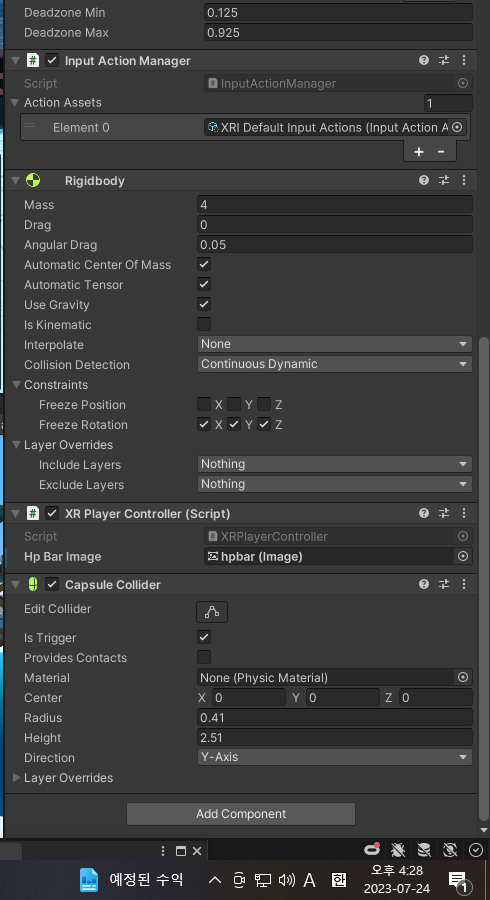 Deadzone Min 0.125
Deadzone Max 0.925
# Input Action Manager
Script # InputActionManager
Action Assets 1
Element 0 XRI Default Input Actions (Input Action A
+ -
Rigidbody
Mass 4
Drag 0
Angular Drag 0.05
Automatic Center Of Mass
Automatic Tensor
Use Gravity
Is Kinematic
Interpolate None
Collision Detection Continuous Dynamic
Constraints
Freeze Position X Y Z
Freeze Rotation X Y Z
Layer Overrides
Include Layers Nothing
Exclude Layers Nothing
# XR Player Controller (Script)
Script # XRPlayerController
Hp Bar Image hpbar (Image)
Capsule Collider
Edit Collider
Is Trigger
Provides Contacts
Material None (Physic Material)
Center X 0 Y 0 Z 0
Radius 0.41
Height 2.51
Direction Y-Axis
Layer Overrides
Add Component
예정된 수익 A 한 오후 4:28
2023-07-24 1